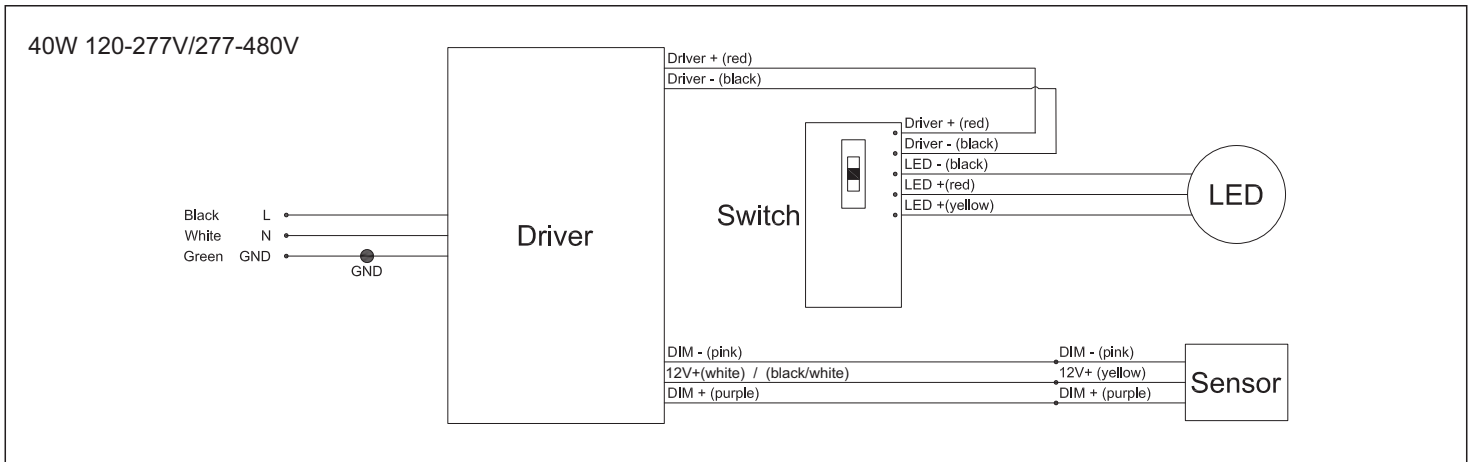 40W 120-277V/277-480V
Driver + (red)
Driver - (black)
Driver + (red)
Driver - (black)
LED - (black)
LED +(red)
LED +(yellow)
Switch
LED
Black L
White N
Green GND
GND
Driver
DIM - (pink)
12V+(white) / (black/white)
DIM + (purple)
DIM - (pink)
12V+ (yellow)
DIM + (purple)
Sensor